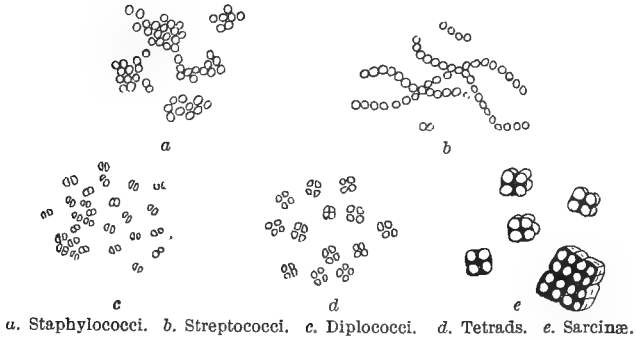 a
b
c
d
e
a. Staphylococci. b. Streptococci. c. Diplococci. d. Tetrads. e. Sarcinæ.